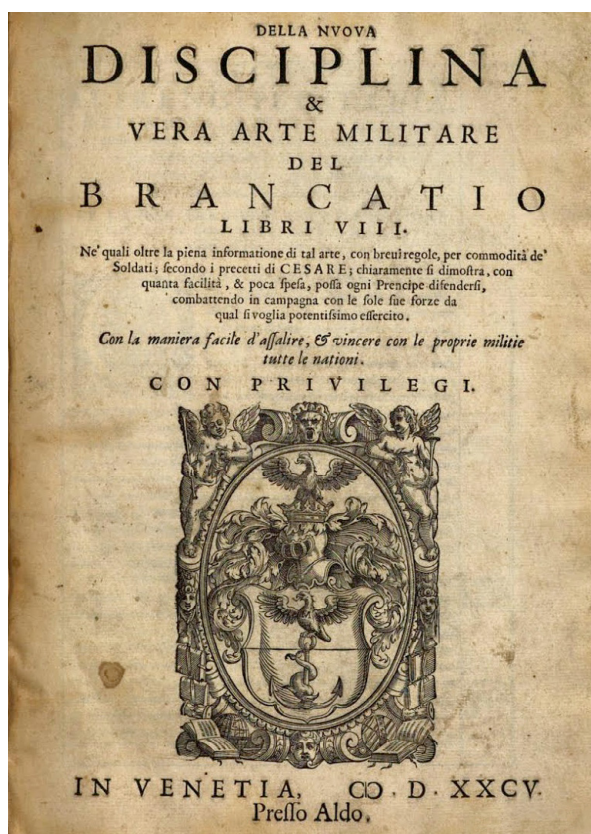 DELLA NVOVA
DISCIPLINA
&
VERA ARTE MILITARE
DEL
BRANCATIO
LIBRI VIII.
Ne' quali oltre la piena informatione di tal arte, con breui regole, per commodità de'
Soldati; ſecondo i precetti di CESARE; chiaramente ſi dimoſtra, con
quanta facilità, & poca ſpeſa, poſſa ogni Prencipe difenderſi,
combattendo in campagna con le ſole ſue forze da
qual ſi voglia potentiſsimo eſſercito.
Con la maniera facile d'aſſalire, & vincere con le proprie militie
tutte le nationi.
CON PRIVILEGI.
IN VENETIA, CIↃ. D. XXCV.
Preſſo Aldo.